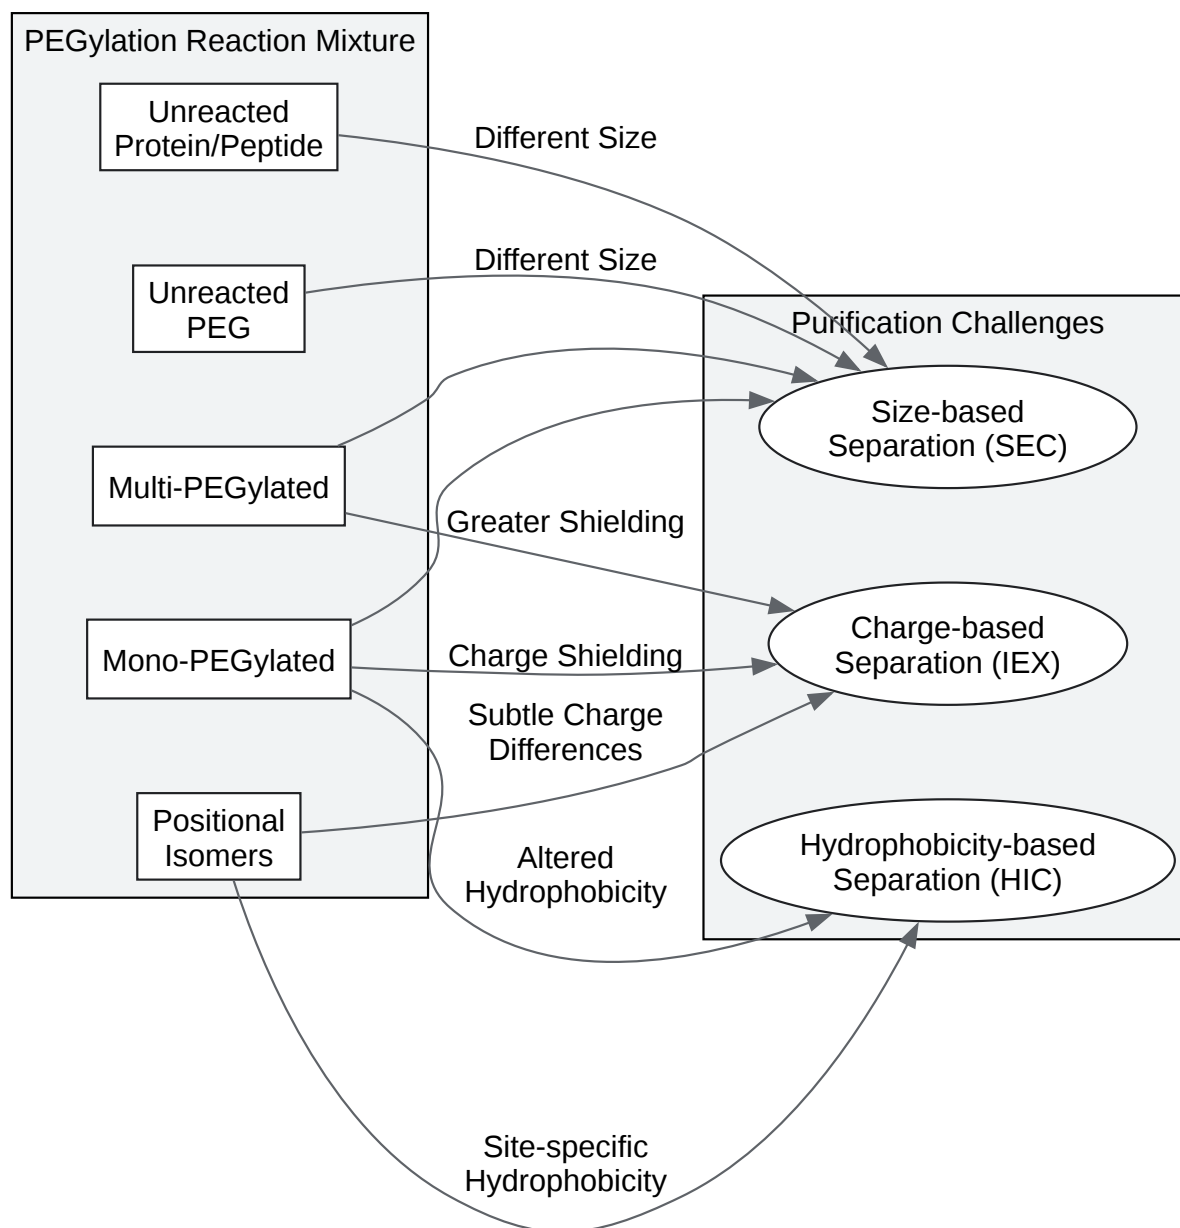 PEGylation Reaction Mixture
Unreacted
Protein/Peptide
Different Size
Unreacted
PEG
Different Size
Purification Challenges
Size-based
Separation (SEC)
Multi-PEGylated
Greater Shielding
Mono-PEGylated
Charge Shielding
Charge-based
Separation (IEX)
Subtle Charge
Differences
Positional
Isomers
Altered
Hydrophobicity
Hydrophobicity-based
Separation (HIC)
Site-specific
Hydrophobicity